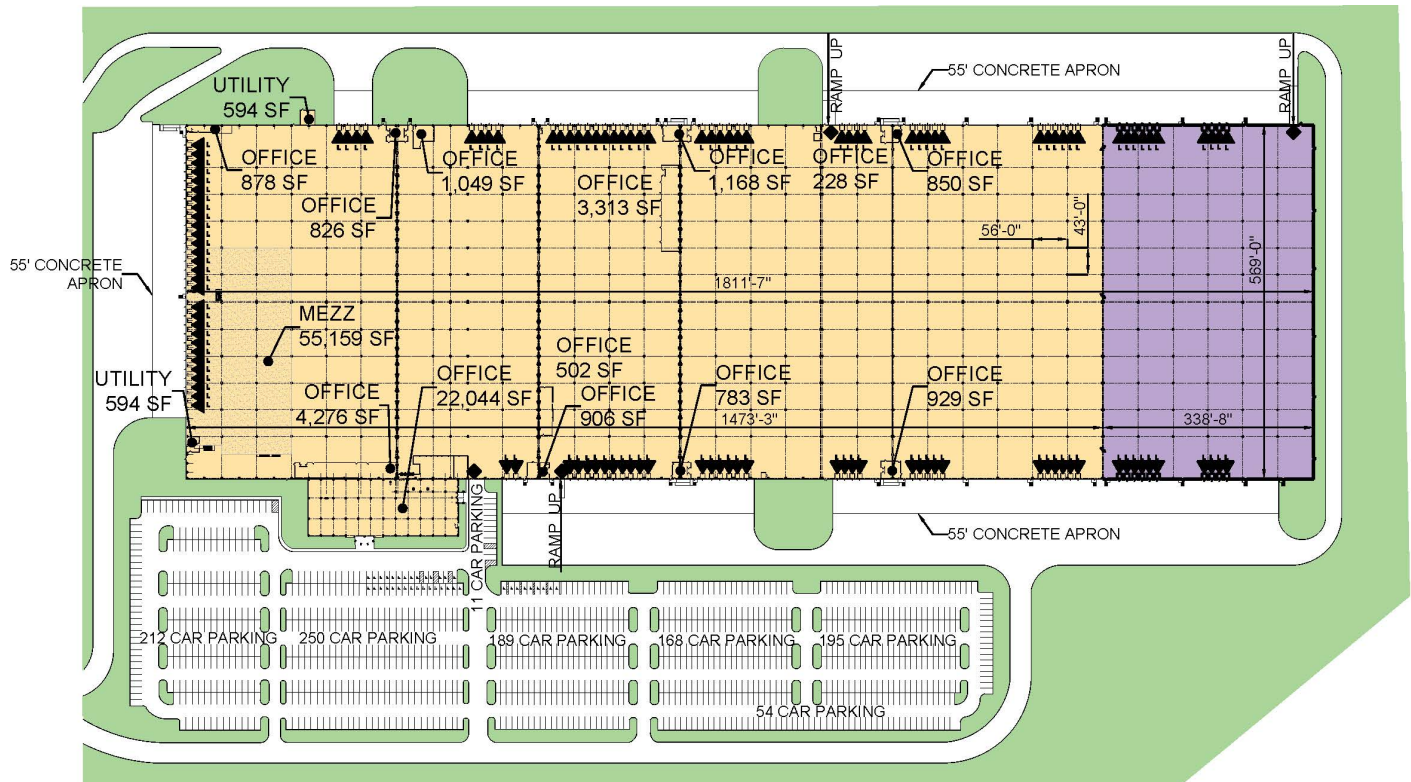 RAMP UP
RAMP UP
55' CONCRETE APRON
UTILITY
594 SF
OFFICE
878 SF
OFFICE
826 SF
OFFICE
1,049 SF
OFFICE
3,313 SF
OFFICE
1,168 SF
OFFICE
228 SF
OFFICE
850 SF
56'-0"
43'-0"
569'-0"
55' CONCRETE
APRON
1811'-7"
MEZZ
55,159 SF
UTILITY
594 SF
OFFICE
4,276 SF
OFFICE
22,044 SF
OFFICE
502 SF
OFFICE
906 SF
OFFICE
783 SF
OFFICE
929 SF
1473'-3"
338'-8"
11 CAR PARKING
RAMP UP
55' CONCRETE APRON
212 CAR PARKING
250 CAR PARKING
189 CAR PARKING
168 CAR PARKING
195 CAR PARKING
54 CAR PARKING